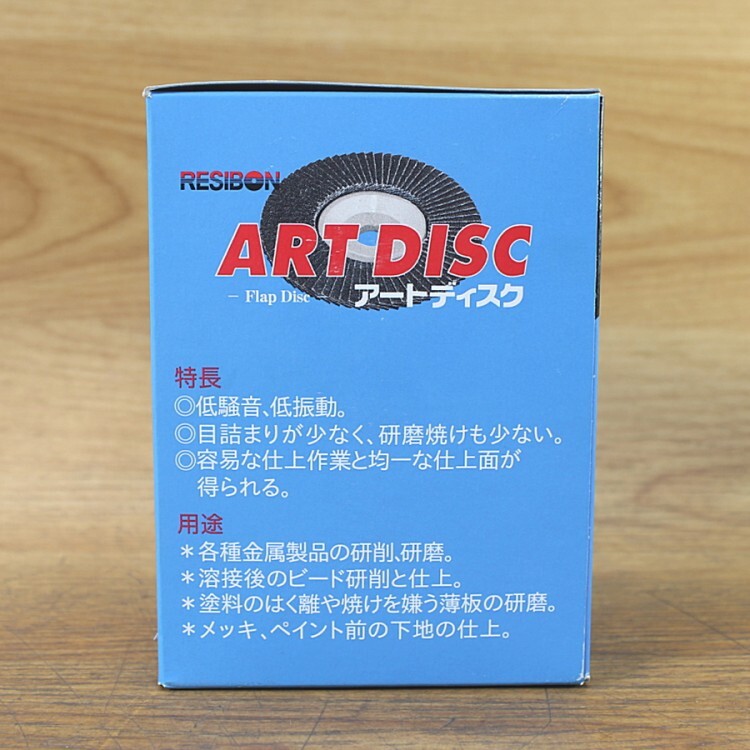 RESIBON
ART DISC
– Flap Disc
アートディスク
特長
◎低騒音、低振動。
◎目詰まりが少なく、研磨焼けも少ない。
◎容易な仕上作業と均一な仕上面が
得られる。
用途
＊各種金属製品の研削、研磨。
＊溶接後のビード研削と仕上。
＊塗料のはく離や焼けを嫌う薄板の研磨。
＊メッキ、ペイント前の下地の仕上。